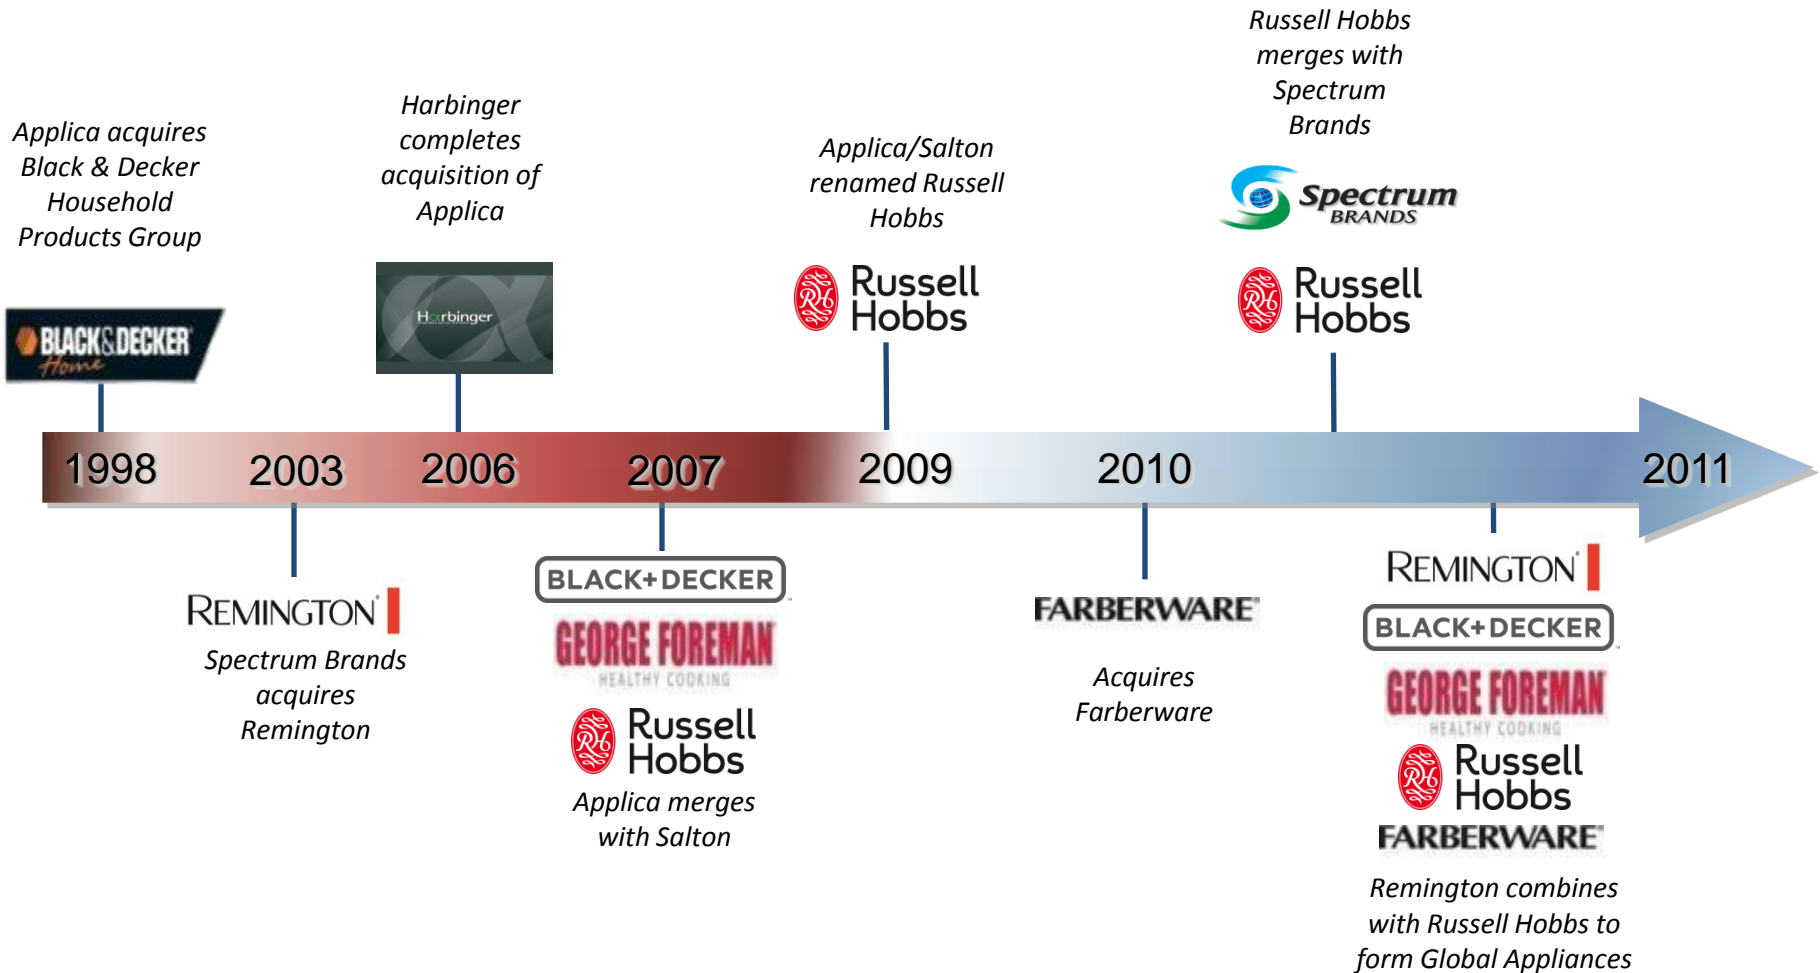 Applica acquires
Black & Decker
Household
Products Group
BLACK&DECKER
Home
Harbinger
completes
acquisition of
Applica
Harbinger
Applica/Salton
renamed Russell
Hobbs
Russell
Hobbs
Russell Hobbs
merges with
Spectrum
Brands
Spectrum
BRANDS
RH
Russell
Hobbs
1998
2003
2006
2007
2009
2010
2011
REMINGTON
Spectrum Brands
acquires
Remington
BLACK+DECKER
GEORGE FOREMAN
HEALTHY COOKING
RH
Russell
Hobbs
Applica merges
with Salton
FARBERWARE
Acquires
Farberware
REMINGTON
BLACK+DECKER
GEORGE FOREMAN
HEALTHY COOKING
RH
Russell
Hobbs
FARBERWARE
Remington combines
with Russell Hobbs to
form Global Appliances